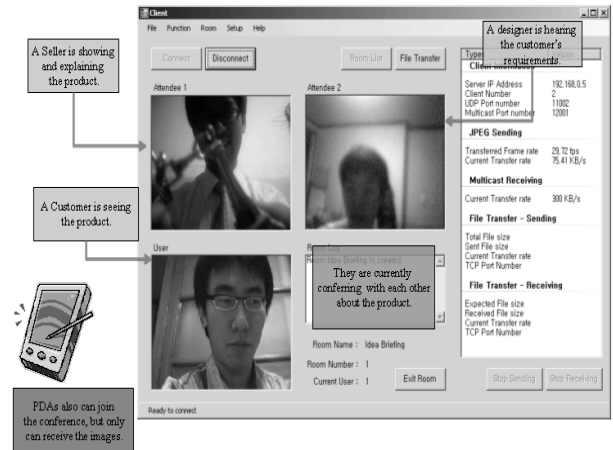 Client
File Function Room Setup Help
Connect
Disconnect
Room List
File Transfer
A Seller is showing
and explaining
the product.
A designer is hearing
the customer's
requirements.
Attendee 1
Attendee 2
A Customer is seeing
the product.
User
Room Log
Room Idea Briefing is created.
They are currently
conferring with each other
about the product.
Room Name : Idea Briefing
Room Number : 1
Current User : 1
Exit Room
Server IP Address 192,168,0,5
Client Number 2
UDP Port number 11002
Multicast Port number 12001
JPEG Sending
Transferred Frame rate 29,72 fps
Current Transfer rate 75,41 KB/s
Multicast Receiving
Current Transfer rate 300 KB/s
File Transfer - Sending
Total File size
Sent File size
Current Transfer rate
TCP Port Number
File Transfer - Receiving
Expected File size
Received File size
Current Transfer rate
TCP Port Number
Stop Sending
Stop Receiving
PDAs also can join
the conference, but only
can receive the images.
Ready to connect